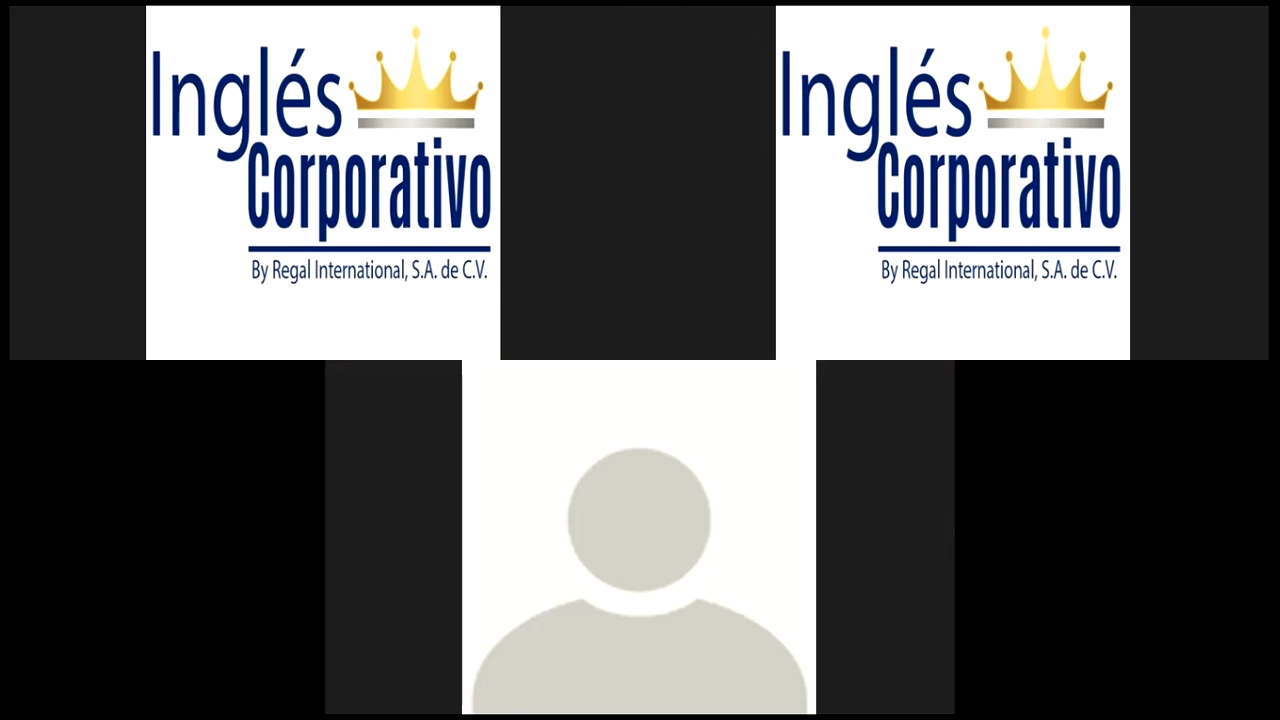 Inglés
Corporativo
By Regal International, S.A. de C.V.
Inglés
Corporativo
By Regal International, S.A. de C.V.